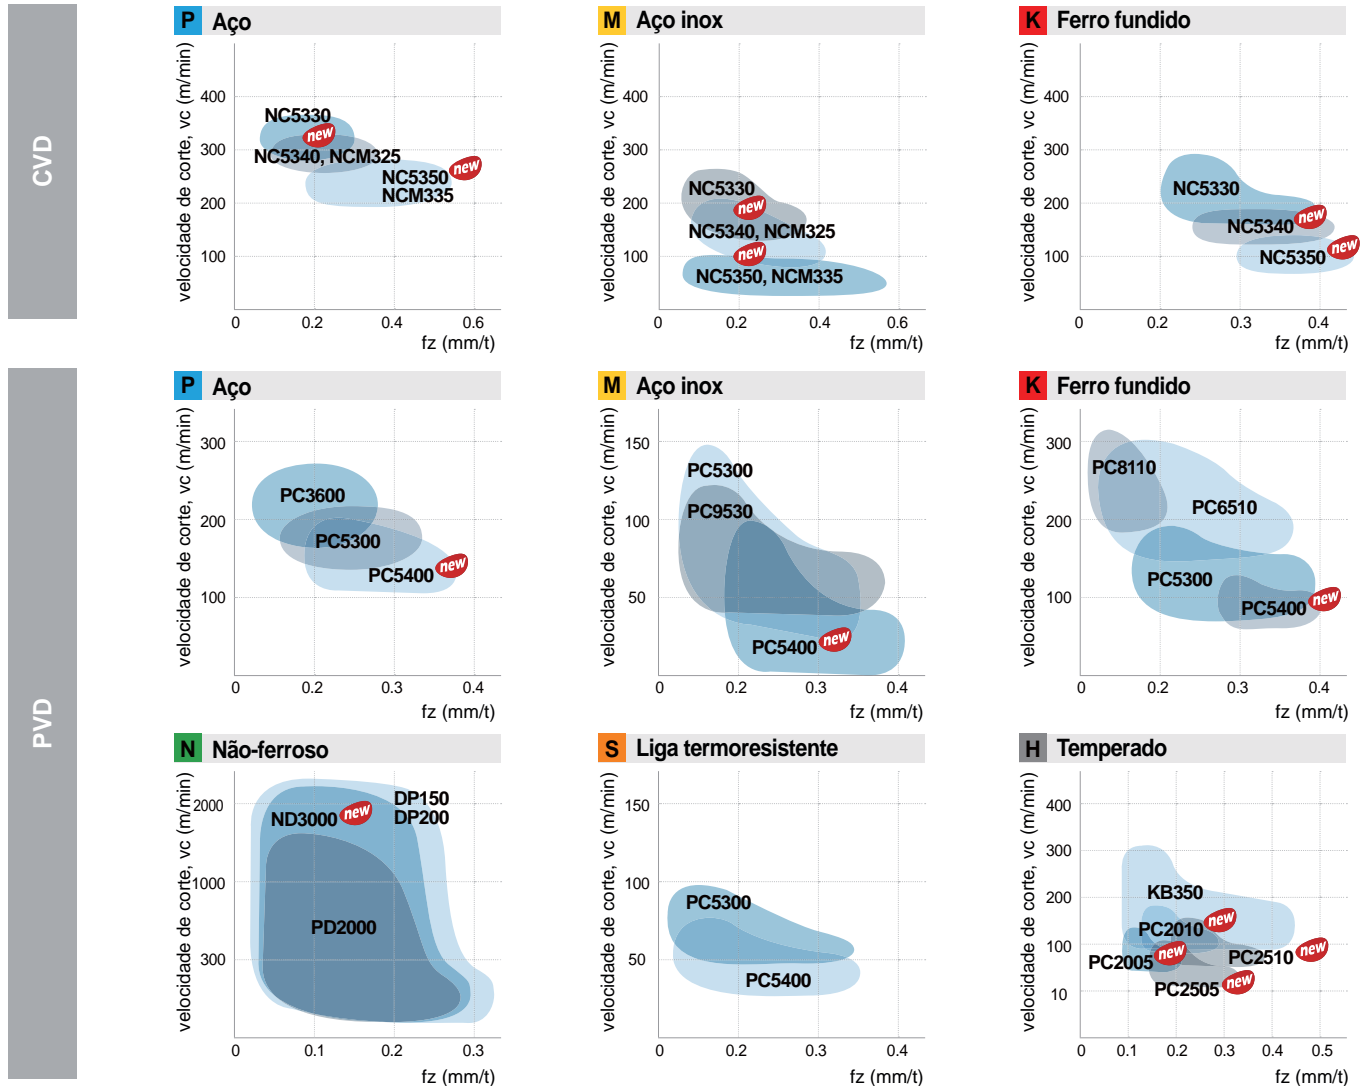 CVD
P Aço
velocidade de corte, vc (m/min)
400
300
200
100
0 0.2 0.4 0.6
fz (mm/t)
NC5330
new
NC5340, NCM325
NC5350
NCM335
new
M Aço inox
velocidade de corte, vc (m/min)
400
300
200
100
0 0.2 0.4 0.6
fz (mm/t)
NC5330
new
NC5340, NCM325
new
NC5350, NCM335
K Ferro fundido
velocidade de corte, vc (m/min)
400
300
200
100
0 0.2 0.3 0.4
fz (mm/t)
NC5330
NC5340
new
NC5350
new
PVD
P Aço
velocidade de corte, vc (m/min)
300
200
100
0 0.2 0.3 0.4
fz (mm/t)
PC3600
PC5300
PC5400
new
M Aço inox
velocidade de corte, vc (m/min)
150
100
50
0 0.2 0.3 0.4
fz (mm/t)
PC5300
PC9530
PC5400
new
K Ferro fundido
velocidade de corte, vc (m/min)
300
200
100
0 0.2 0.3 0.4
fz (mm/t)
PC8110
PC6510
PC5300
PC5400
new
N Não-ferroso
velocidade de corte, vc (m/min)
2000
1000
300
0 0.1 0.2 0.3
fz (mm/t)
DP150
DP200
ND3000
new
PD2000
S Liga termoresistente
velocidade de corte, vc (m/min)
150
100
50
0 0.2 0.3 0.4
fz (mm/t)
PC5300
PC5400
H Temperado
velocidade de corte, vc (m/min)
400
300
200
100
10
0 0.1 0.2 0.3 0.4 0.5
fz (mm/t)
KB350
PC2010
new
PC2005
new
PC2510
new
PC2505
new